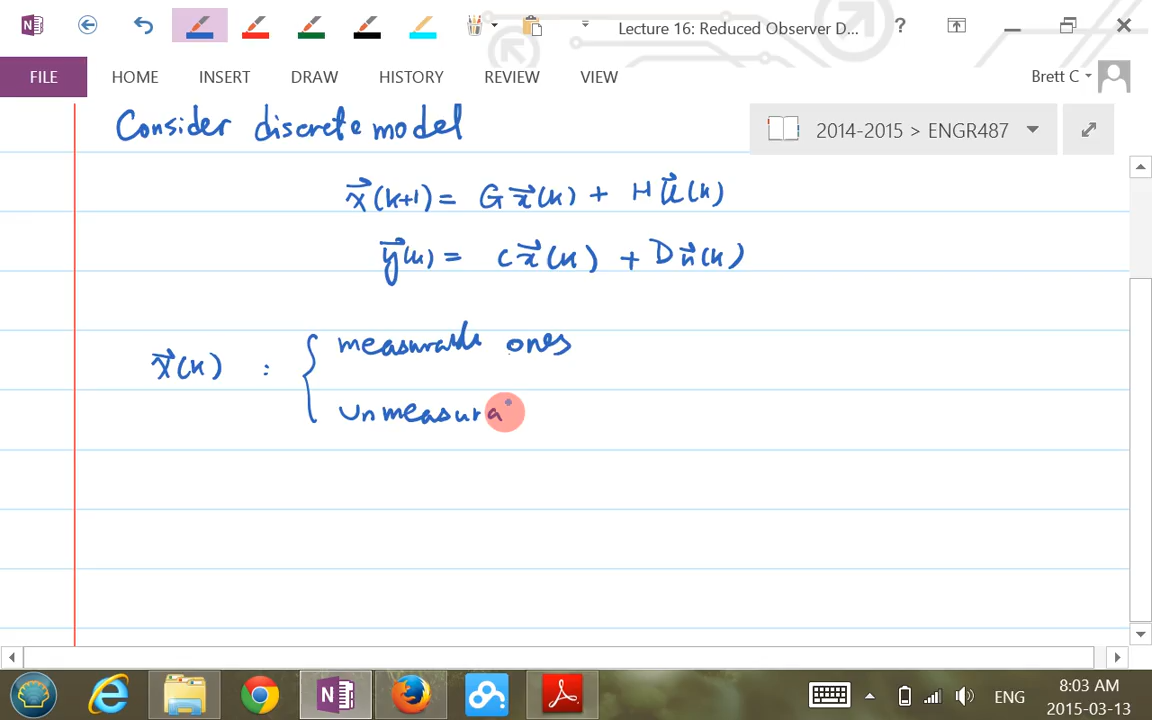 Lecture 16: Reduced Observer D...
?
FILE HOME INSERT DRAW HISTORY REVIEW VIEW
Brett C
Consider discrete model
2014-2015 > ENGR487
x⃗(k+1) = Gx⃗(k) + Hu⃗(k)
y⃗(k) = Cx⃗(k) + Du⃗(k)
x⃗(k) : { measurable ones
unmeasura
ENG
8:03 AM
2015-03-13